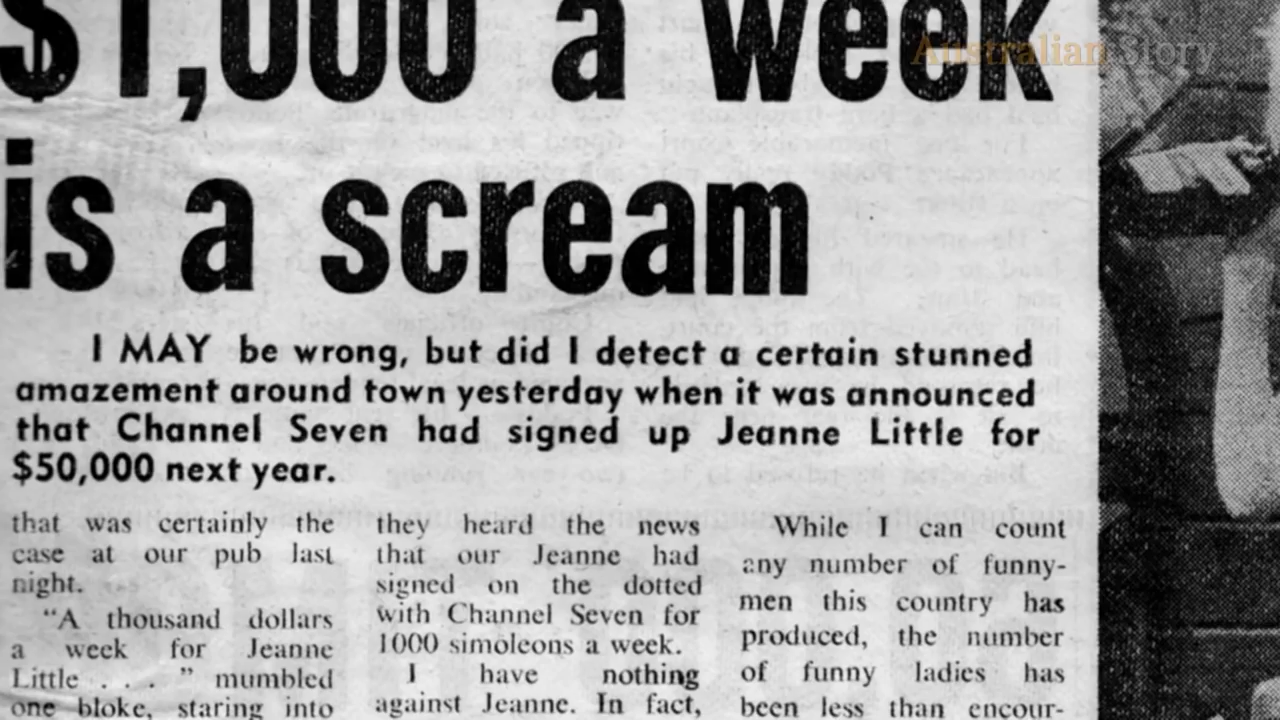 $1,000 a week
is a scream
Australian Story
I MAY be wrong, but did I detect a certain stunned
amazement around town yesterday when it was announced
that Channel Seven had signed up Jeanne Little for
$50,000 next year.
that was certainly the
case at our pub last
night.
“A thousand dollars
a week for Jeanne
Little . . . ” mumbled
one bloke, staring into
they heard the news
that our Jeanne had
signed on the dotted
with Channel Seven for
1000 simoleons a week.
I have nothing
against Jeanne. In fact,
While I can count
any number of funny-
men this country has
produced, the number
of funny ladies has
been less than encour-